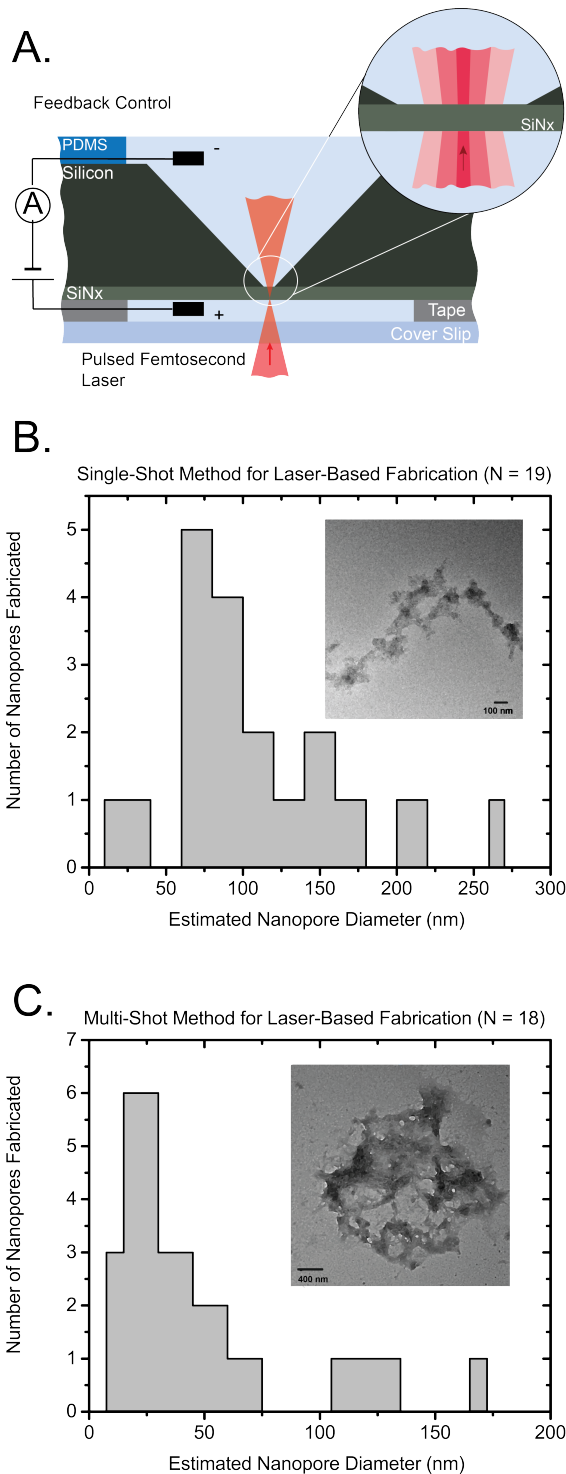 A.
Feedback Control
PDMS
-
Silicon
SiNx
A
SiNx
+
Tape
Cover Slip
Pulsed Femtosecond
Laser
B.
Single-Shot Method for Laser-Based Fabrication (N = 19)
Number of Nanopores Fabricated
5
4
3
2
1
0
100 nm
0 50 100 150 200 250 300
Estimated Nanopore Diameter (nm)
C.
Multi-Shot Method for Laser-Based Fabrication (N = 18)
Number of Nanopores Fabricated
7
6
5
4
3
2
1
0
400 nm
0 50 100 150 200
Estimated Nanopore Diameter (nm)